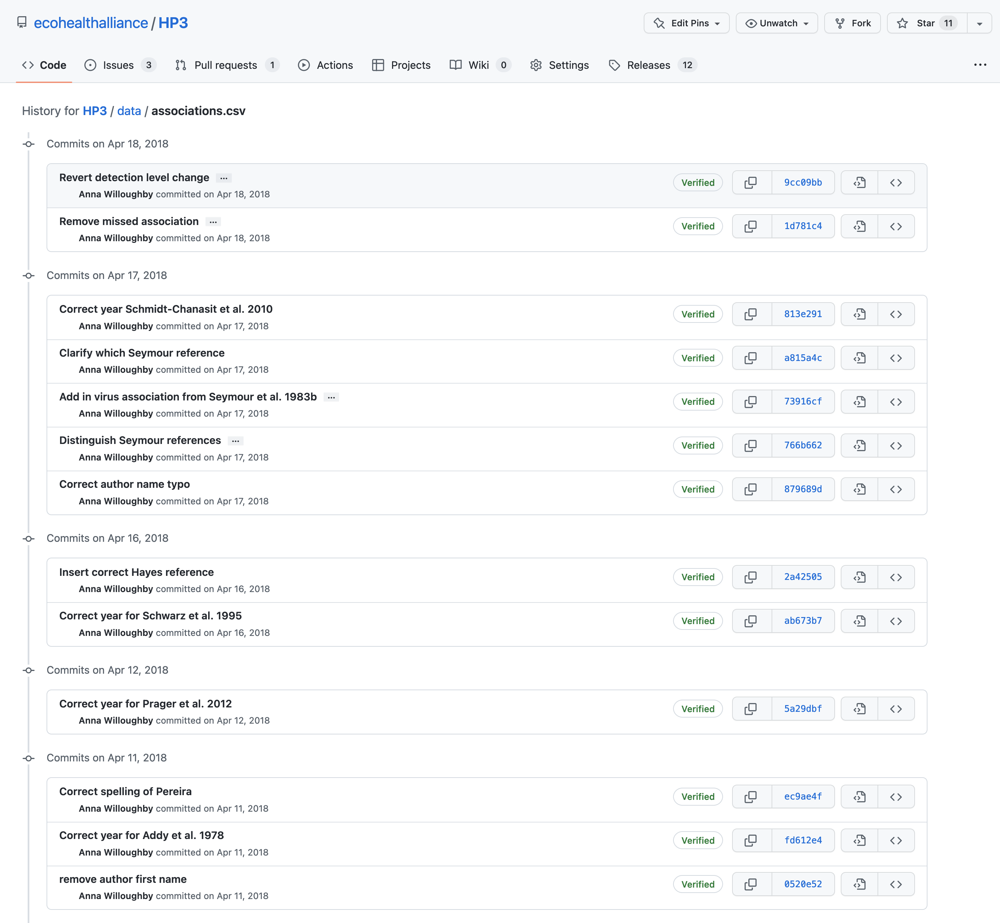 ecohealthalliance / HP3
Edit Pins
Unwatch
Fork
Star 11
Code
Issues 3
Pull requests 1
Actions
Projects
Wiki 0
Settings
Releases 12
...
History for HP3 / data / associations.csv
Commits on Apr 18, 2018
Revert detection level change ...
Verified
9cc09bb
Anna Willoughby committed on Apr 18, 2018
Remove missed association ...
Verified
1d781c4
Anna Willoughby committed on Apr 18, 2018
Commits on Apr 17, 2018
Correct year Schmidt-Chanasit et al. 2010
Verified
813e291
Anna Willoughby committed on Apr 17, 2018
Clarify which Seymour reference
Verified
a815a4c
Anna Willoughby committed on Apr 17, 2018
Add in virus association from Seymour et al. 1983b ...
Verified
73916cf
Anna Willoughby committed on Apr 17, 2018
Distinguish Seymour references ...
Verified
766b662
Anna Willoughby committed on Apr 17, 2018
Correct author name typo
Verified
879689d
Anna Willoughby committed on Apr 17, 2018
Commits on Apr 16, 2018
Insert correct Hayes reference
Verified
2a42505
Anna Willoughby committed on Apr 16, 2018
Correct year for Schwarz et al. 1995
Verified
ab673b7
Anna Willoughby committed on Apr 16, 2018
Commits on Apr 12, 2018
Correct year for Prager et al. 2012
Verified
5a29dbf
Anna Willoughby committed on Apr 12, 2018
Commits on Apr 11, 2018
Correct spelling of Pereira
Verified
ec9ae4f
Anna Willoughby committed on Apr 11, 2018
Correct year for Addy et al. 1978
Verified
fd612e4
Anna Willoughby committed on Apr 11, 2018
remove author first name
Verified
0520e52
Anna Willoughby committed on Apr 11, 2018